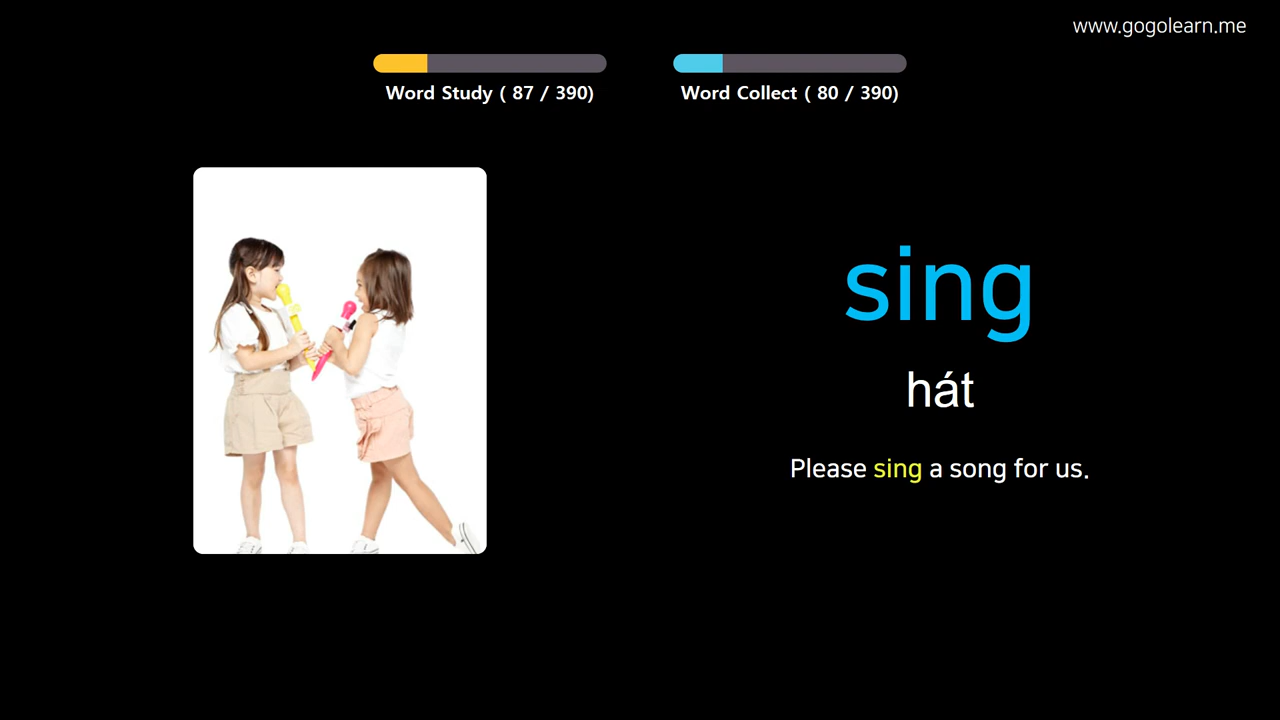 www.gogolearn.me
Word Study ( 87 / 390)
Word Collect ( 80 / 390)
sing
hát
Please sing a song for us.